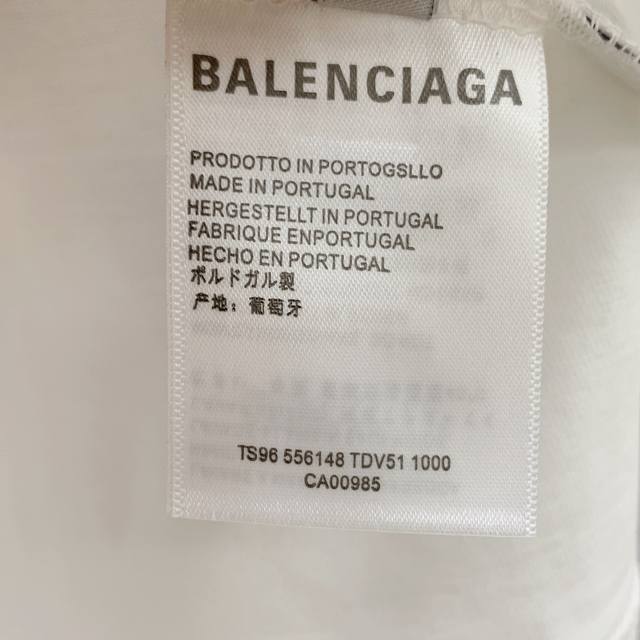 BALENCIAGA
PRODOTTO IN PORTOGSLLO
MADE IN PORTUGAL
HERGESTELLT IN PORTUGAL
FABRIQUE ENPORTUGAL
HECHO EN PORTUGAL
ボルドガル製
产地：葡萄牙
TS96 556148 TDV51 1000
CA00985